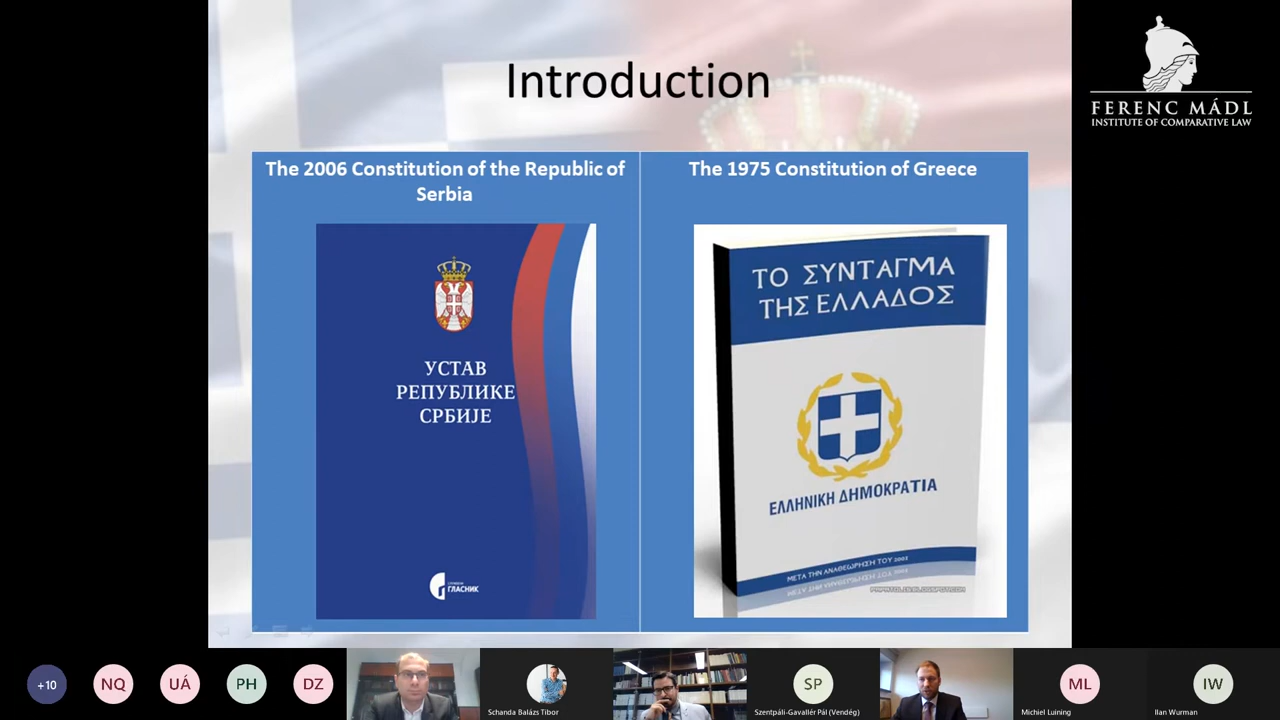 Introduction
FERENC MÁDL
INSTITUTE OF COMPARATIVE LAW
The 2006 Constitution of the Republic of
Serbia
The 1975 Constitution of Greece
УСТАВ
РЕПУБЛИКЕ
СРБИЈЕ
ГЛАСНИК
ΤΟ ΣΥΝΤΑΓΜΑ
ΤΗΣ ΕΛΛΑΔΟΣ
ΕΛΛΗΝΙΚΗ ΔΗΜΟΚΡΑΤΙΑ
ΜΕΤΑ ΤΗΝ ΑΝΑΘΕΩΡΗΣΗ ΤΟΥ
+10
NQ
UÁ
PH
DZ
Schanda Balázs Tibor
SP
Szentpáli-Gavallér Pál (Vendég)
ML
Michiel Luining
IW
Ilan Wurman